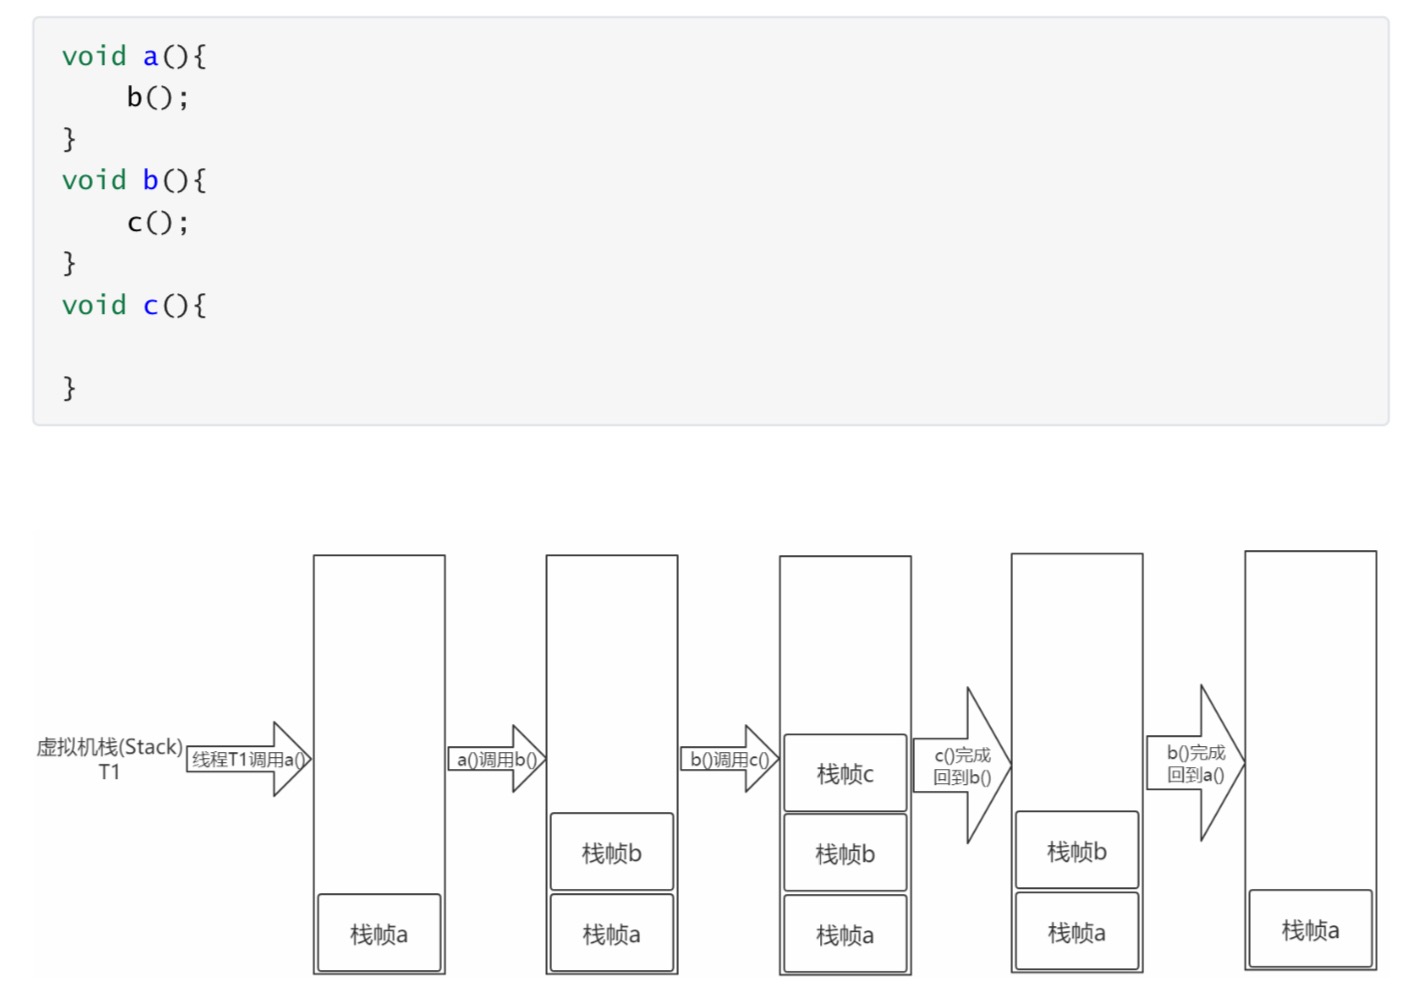 void a(){
    b();
}
void b(){
    c();
}
void c(){

}
虚拟机栈(Stack)
T1
线程T1调用a()
栈帧a
a()调用b()
栈帧b
栈帧a
b()调用c()
栈帧c
栈帧b
栈帧a
c()完成
回到b()
栈帧b
栈帧a
b()完成
回到a()
栈帧a